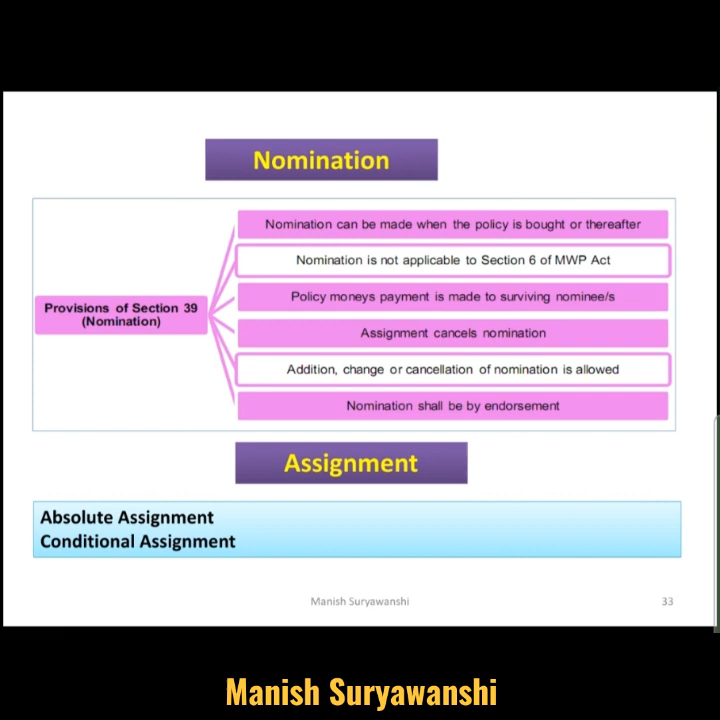 Nomination
Nomination can be made when the policy is bought or thereafter
Nomination is not applicable to Section 6 of MWP Act
Policy moneys payment is made to surviving nominee/s
Provisions of Section 39
(Nomination)
Assignment cancels nomination
Addition, change or cancellation of nomination is allowed
Nomination shall be by endorsement
Assignment
Absolute Assignment
Conditional Assignment
Manish Suryawanshi
33
Manish Suryawanshi